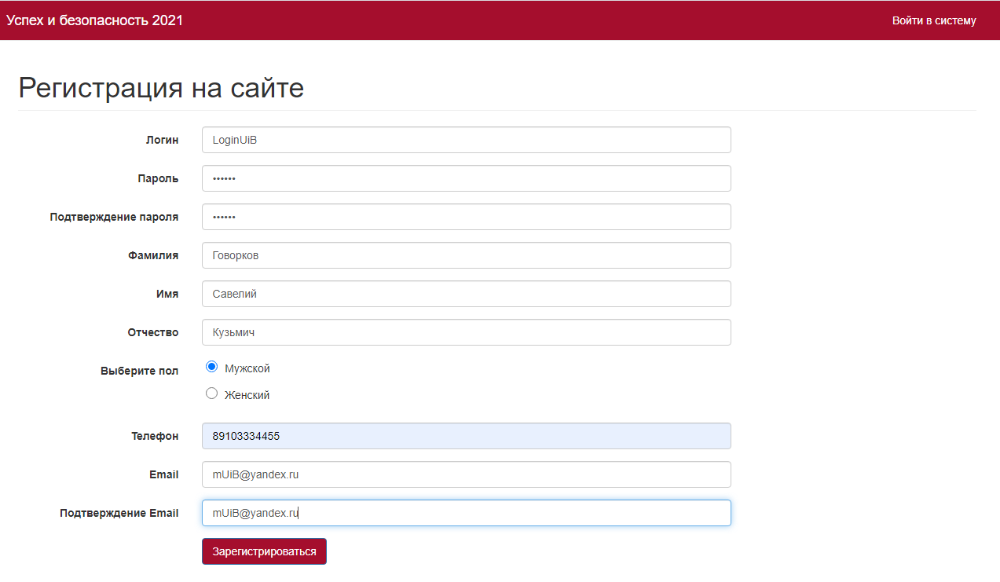 Успех и безопасность 2021 Войти в систему
Регистрация на сайте
Логин LoginUiB
Пароль ••••••
Подтверждение пароля ••••••
Фамилия Говорков
Имя Савелий
Отчество Кузьмич
Выберите пол Мужской
Женский
Телефон 89103334455
Email mUiB@yandex.ru
Подтверждение Email mUiB@yandex.ru
Зарегистрироваться